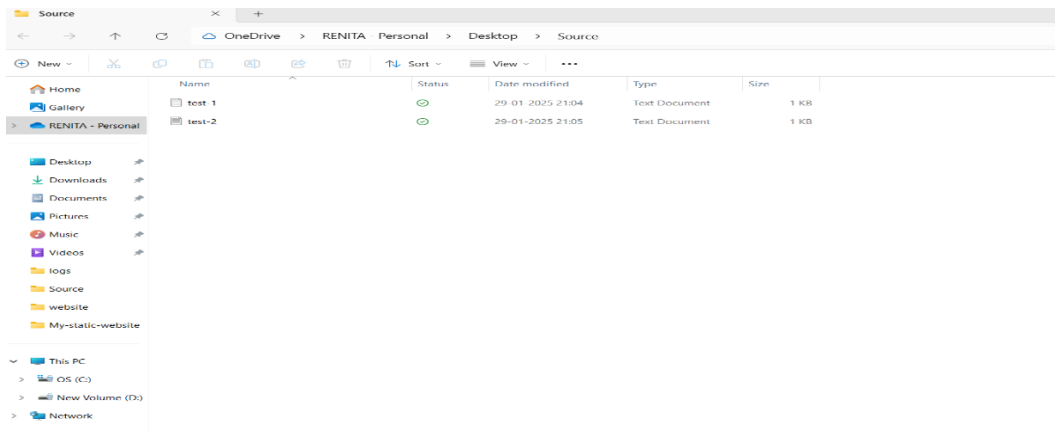 Source
OneDrive > RENITA - Personal > Desktop > Source
New Sort View ...
Name Status Date modified Type Size
test-1 29-01-2025 21:04 Text Document 1 KB
test-2 29-01-2025 21:05 Text Document 1 KB
Home
Gallery
RENITA - Personal
Desktop
Downloads
Documents
Pictures
Music
Videos
logs
Source
website
My-static-website
This PC
OS (C:)
New Volume (D:)
Network